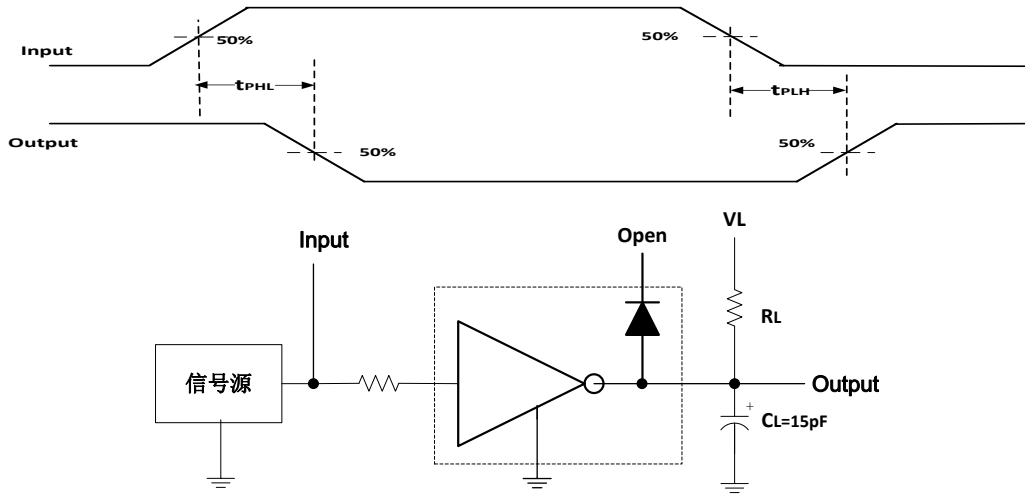 Input
50%
50%
tPHL
tPLH
Output
50%
50%
VL
Input
Open
RL
信号源
Output
+
CL=15pF